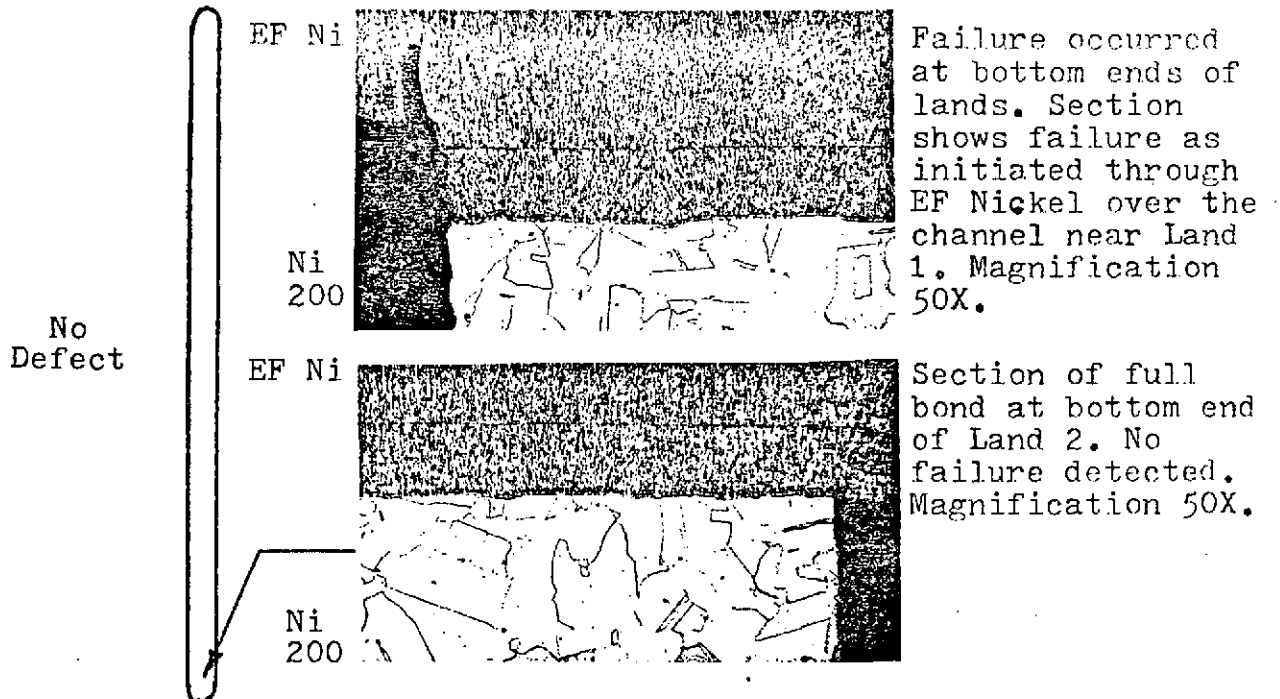 EF Ni
Failure occurred
at bottom ends of
lands. Section
shows failure as
initiated through
EF Nickel over the
channel near Land
1. Magnification
50X.
Ni
200
No
Defect
EF Ni
Section of full
bond at bottom end
of Land 2. No
failure detected.
Magnification 50X.
Ni
200